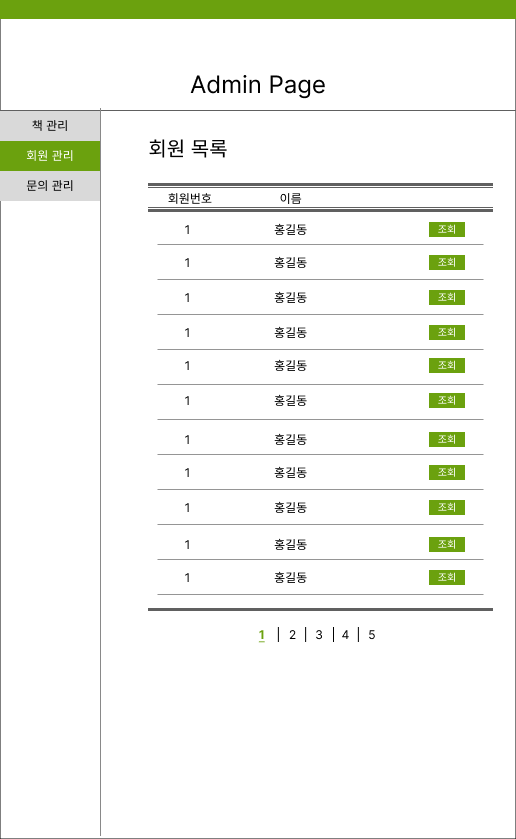 Admin Page
책 관리
회원 관리
문의 관리
회원 목록
회원번호 이름
1 홍길동 조회
1 홍길동 조회
1 홍길동 조회
1 홍길동 조회
1 홍길동 조회
1 홍길동 조회
1 홍길동 조회
1 홍길동 조회
1 홍길동 조회
1 홍길동 조회
1 홍길동 조회
1 | 2 | 3 | 4 | 5